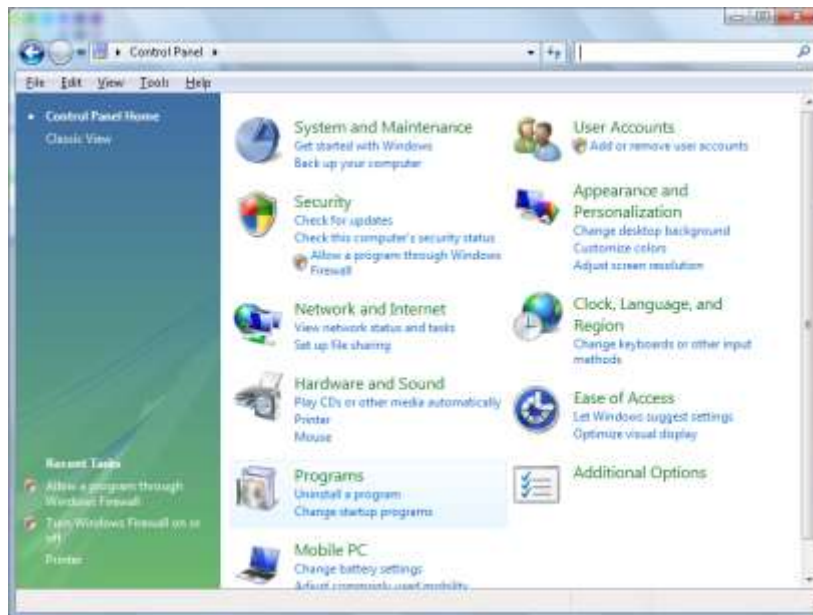 Control Panel
File Edit View Tools Help
Control Panel Home
Classic View
System and Maintenance
Get started with Windows
Back up your computer
Security
Check for updates
Check this computer's security status
Allow a program through Windows
Firewall
Network and Internet
View network status and tasks
Set up file sharing
Hardware and Sound
Play CDs or other media automatically
Printer
Mouse
Programs
Uninstall a program
Change startup programs
Mobile PC
Change battery settings
Adjust commonly used mobility
User Accounts
Add or remove user accounts
Appearance and
Personalization
Change desktop background
Customize colors
Adjust screen resolution
Clock, Language, and
Region
Change keyboards or other input
methods
Ease of Access
Let Windows suggest settings
Optimize visual display
Additional Options
Recent Tasks
Allow a program through
Windows Firewall
Turn Windows Firewall on or
off
Printer